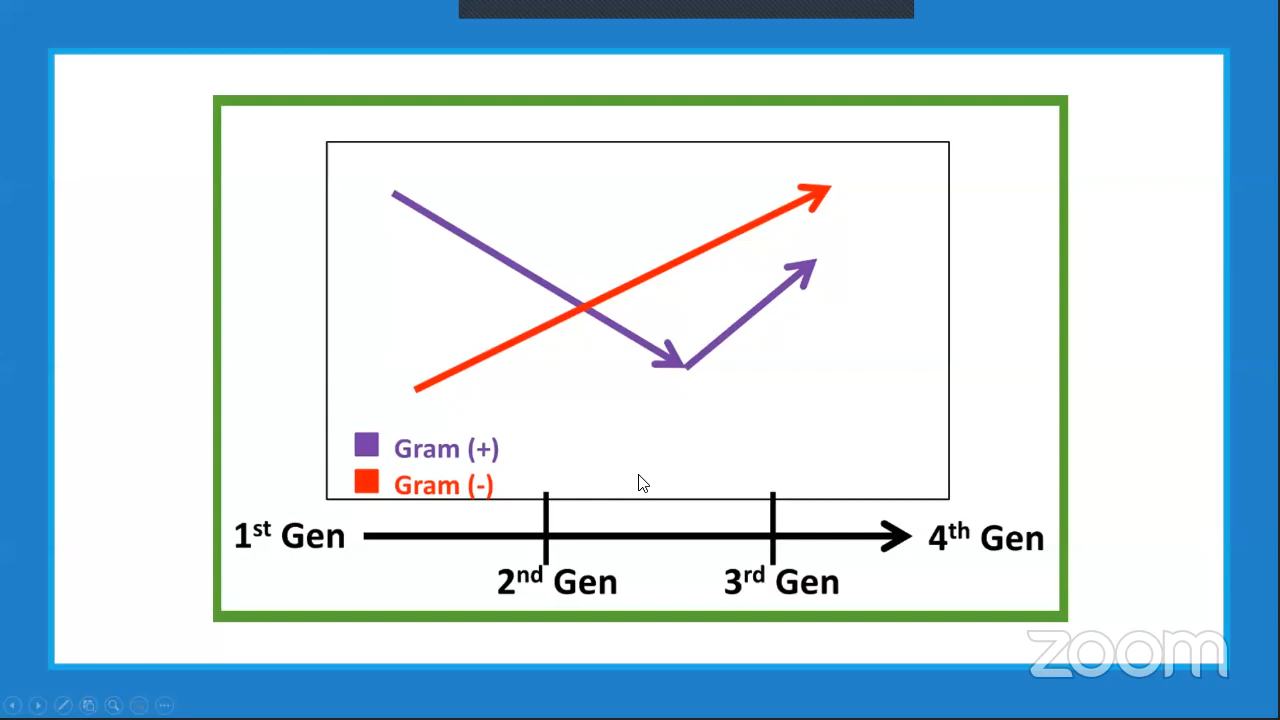 Gram (+)
Gram (-)
1st Gen
4th Gen
2nd Gen
3rd Gen
zoom